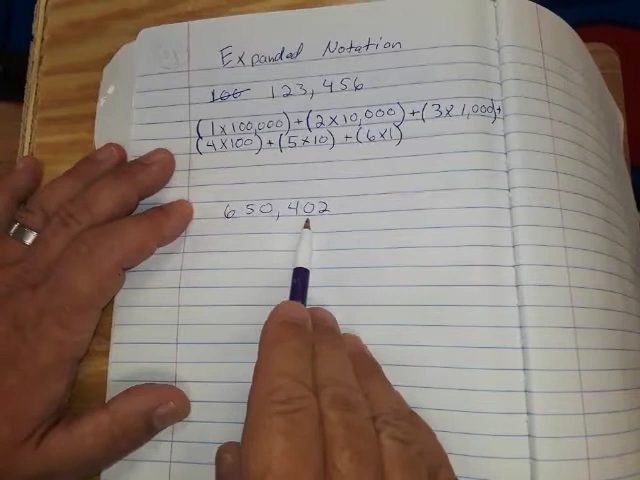 Expanded Notation
100 123,456
(1x100,000)+(2x10,000)+(3x1,000)+
(4x100)+(5x10)+(6x1)
650,402